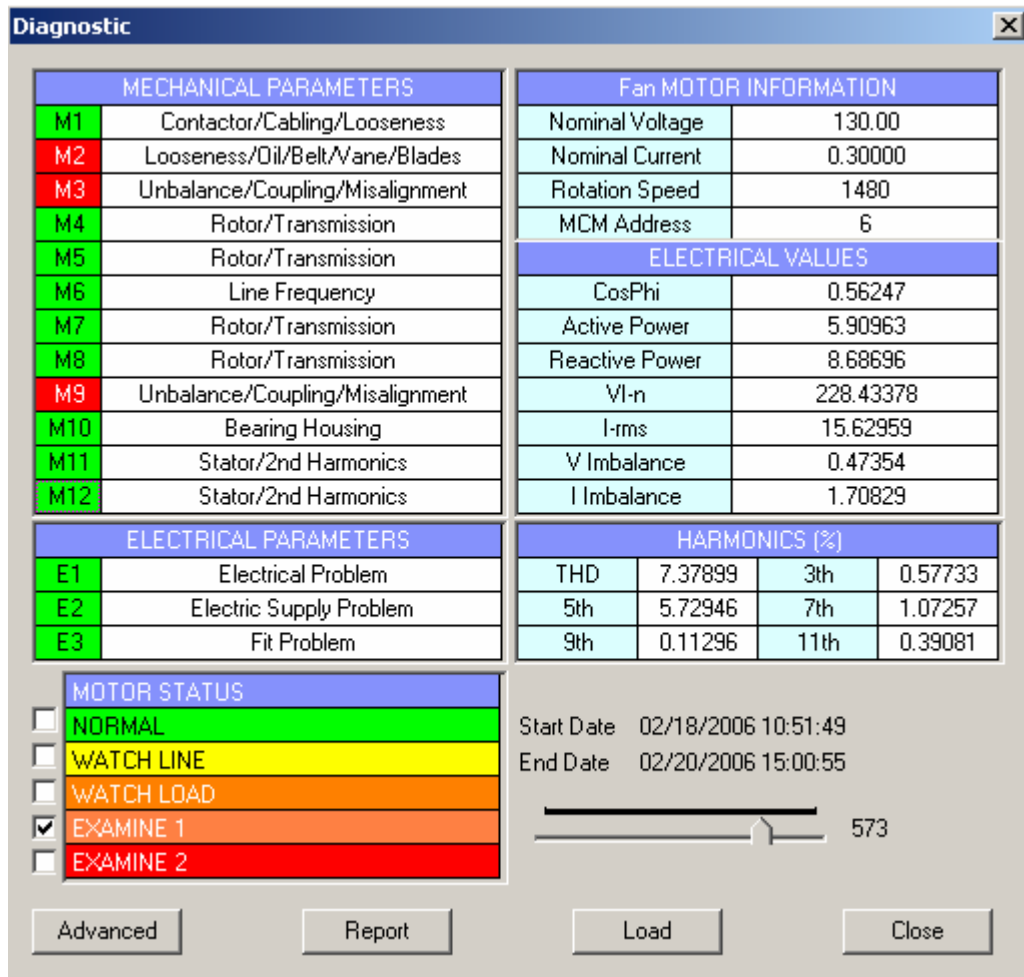 Diagnostic
MECHANICAL PARAMETERS
M1 Contactor/Cabling/Looseness
M2 Looseness/Oil/Belt/Vane/Blades
M3 Unbalance/Coupling/Misalignment
M4 Rotor/Transmission
M5 Rotor/Transmission
M6 Line Frequency
M7 Rotor/Transmission
M8 Rotor/Transmission
M9 Unbalance/Coupling/Misalignment
M10 Bearing Housing
M11 Stator/2nd Harmonics
M12 Stator/2nd Harmonics
Fan MOTOR INFORMATION
Nominal Voltage 130.00
Nominal Current 0.30000
Rotation Speed 1480
MCM Address 6
ELECTRICAL VALUES
CosPhi 0.56247
Active Power 5.90963
Reactive Power 8.68696
Vl-n 228.43378
I-rms 15.62959
V Imbalance 0.47354
I Imbalance 1.70829
ELECTRICAL PARAMETERS
E1 Electrical Problem
E2 Electric Supply Problem
E3 Fit Problem
HARMONICS (%)
THD 7.37899 3th 0.57733
5th 5.72946 7th 1.07257
9th 0.11296 11th 0.39081
MOTOR STATUS
NORMAL
WATCH LINE
WATCH LOAD
EXAMINE 1
EXAMINE 2
Start Date 02/18/2006 10:51:49
End Date 02/20/2006 15:00:55
573
Advanced Report Load Close